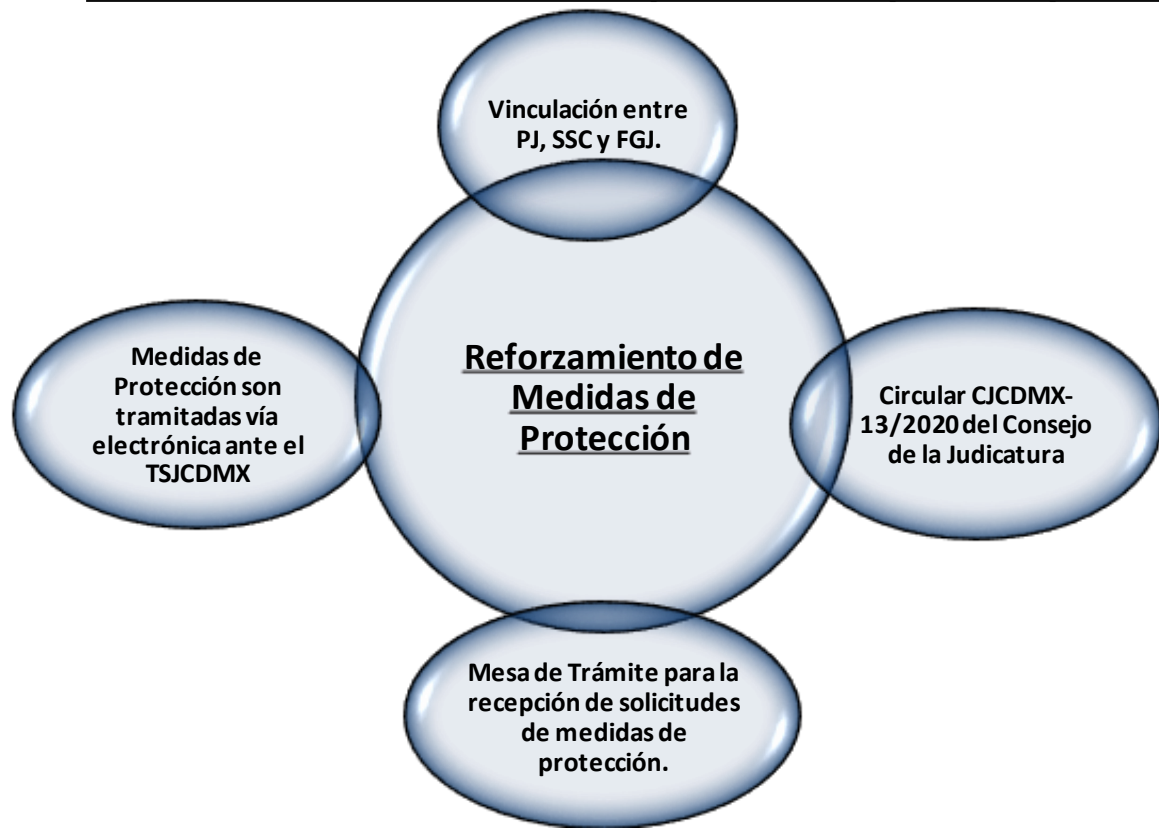 Vinculación entre
PJ, SSC y FGJ.
Reforzamiento de
Medidas de
Protección
Medidas de
Protección son
tramitadas vía
electrónica ante el
TSJCDMX
Circular CJCDMX-
13/2020 del Consejo
de la Judicatura
Mesa de Trámite para la
recepción de solicitudes
de medidas de
protección.